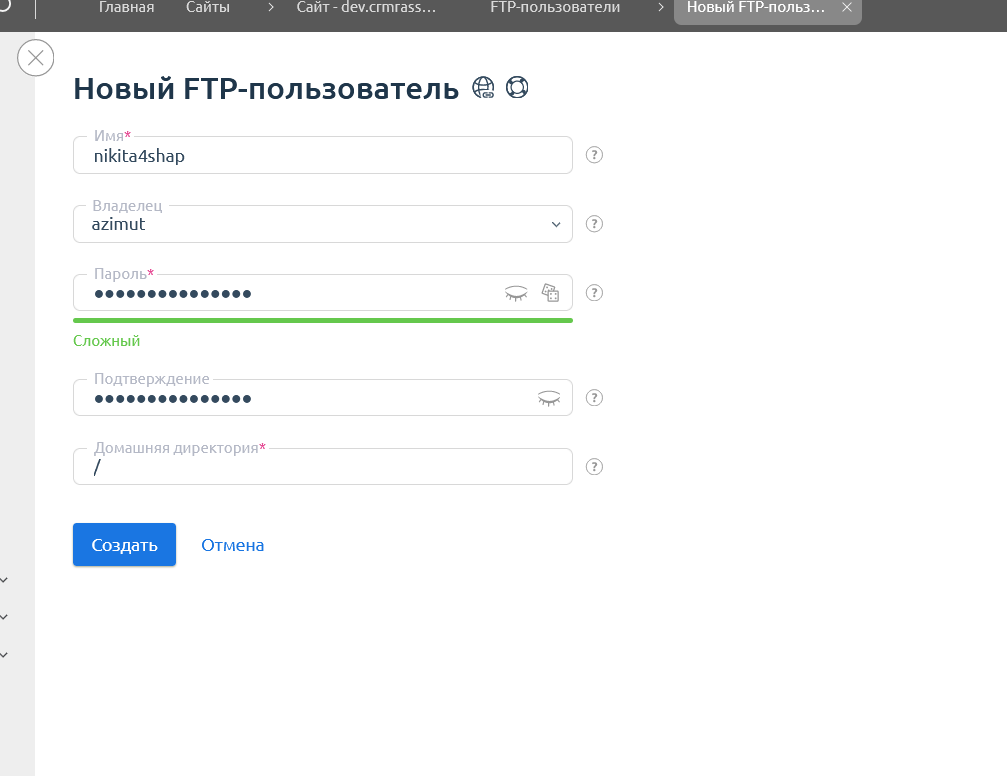 Главная Сайты Сайт - dev.crmrass... FTP-пользователи Новый FTP-польз...
Новый FTP-пользователь
Имя*
nikita4shap
?
Владелец
azimut
?
Пароль*
●●●●●●●●●●●●●●●
?
Сложный
Подтверждение
●●●●●●●●●●●●●●●
?
Домашняя директория*
/
?
Создать Отмена